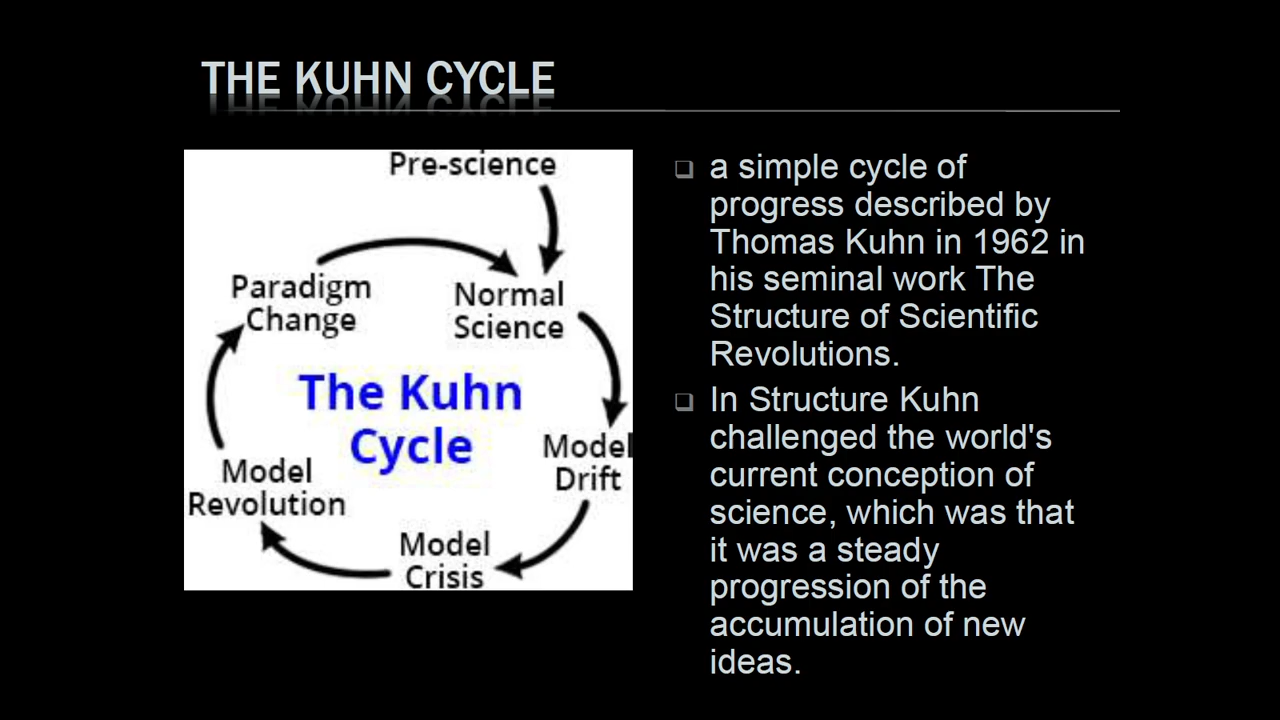 THE KUHN CYCLE
Pre-science
Paradigm
Change
Normal
Science
The Kuhn
Cycle
Model
Drift
Model
Revolution
Model
Crisis
a simple cycle of
progress described by
Thomas Kuhn in 1962 in
his seminal work The
Structure of Scientific
Revolutions.
In Structure Kuhn
challenged the world's
current conception of
science, which was that
it was a steady
progression of the
accumulation of new
ideas.